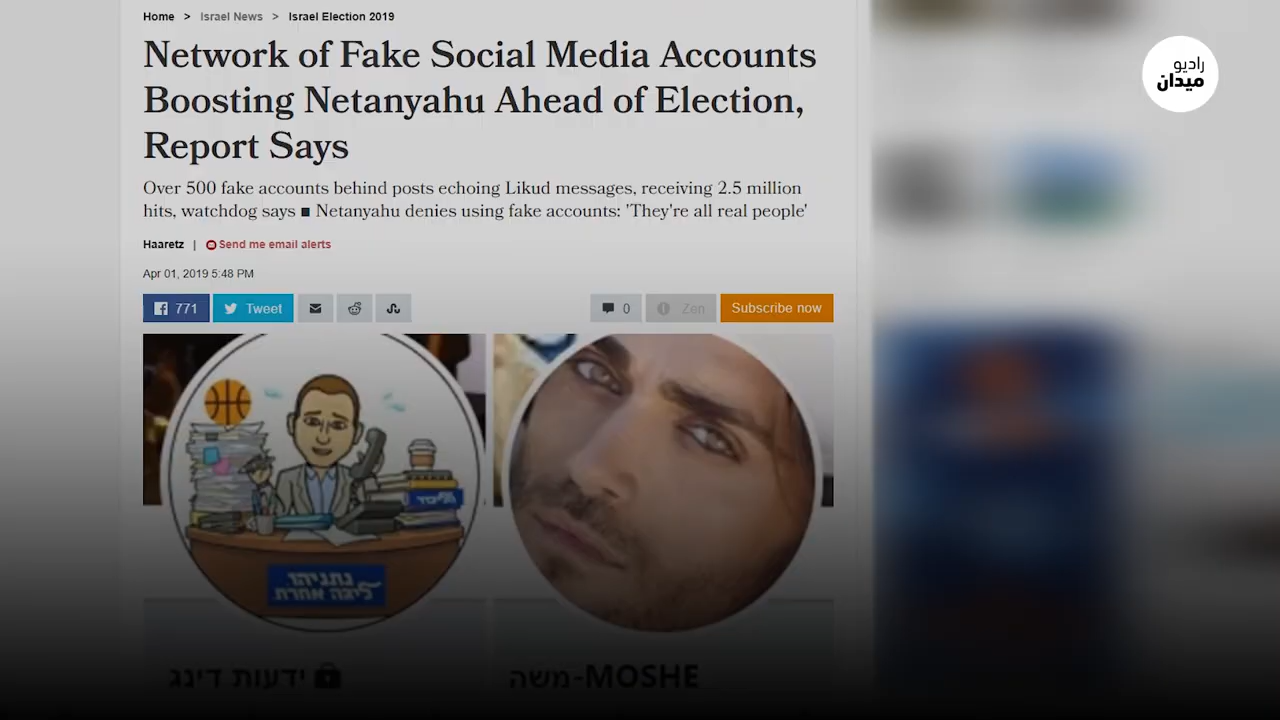 Home > Israel News > Israel Election 2019
Network of Fake Social Media Accounts
Boosting Netanyahu Ahead of Election,
Report Says
Over 500 fake accounts behind posts echoing Likud messages, receiving 2.5 million
hits, watchdog says ■ Netanyahu denies using fake accounts: 'They're all real people'
Haaretz | Send me email alerts
Apr 01, 2019 5:48 PM
771 Tweet 0 Zen Subscribe now
הליכוד
נתניהו
ליגה אחרת
ידעות דינג
משה-MOSHE
راديو
ميدان